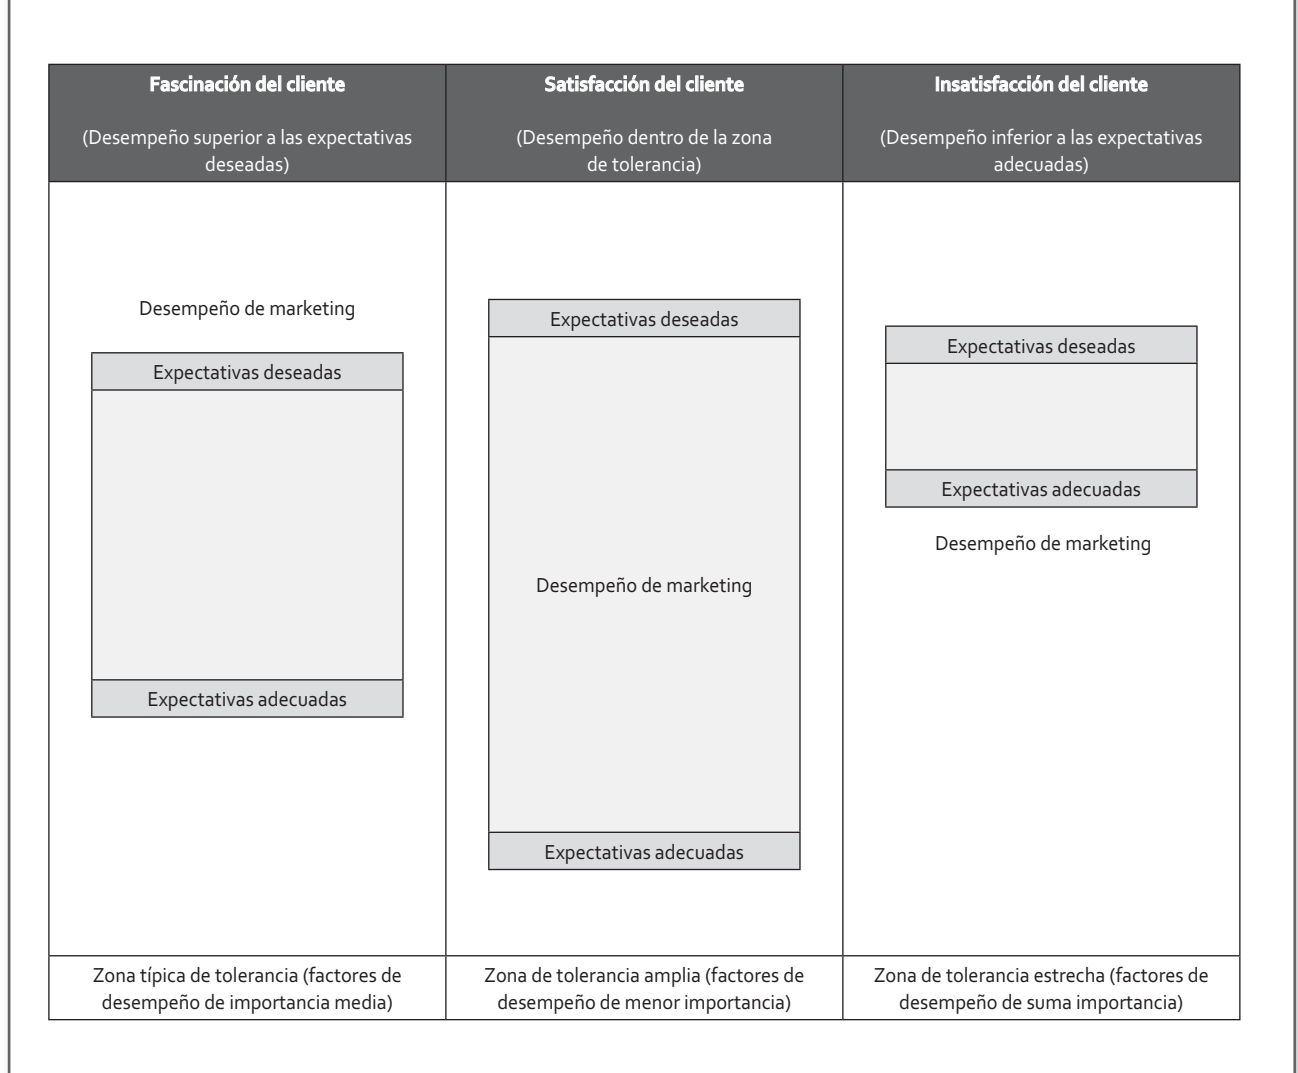 Fascinación del cliente
(Desempeño superior a las expectativas
deseadas)
Satisfacción del cliente
(Desempeño dentro de la zona
de tolerancia)
Insatisfacción del cliente
(Desempeño inferior a las expectativas
adecuadas)
Desempeño de marketing
Expectativas deseadas
Expectativas adecuadas
Expectativas deseadas
Desempeño de marketing
Expectativas adecuadas
Expectativas deseadas
Expectativas adecuadas
Desempeño de marketing
Zona típica de tolerancia (factores de
desempeño de importancia media)
Zona de tolerancia amplia (factores de
desempeño de menor importancia)
Zona de tolerancia estrecha (factores de
desempeño de suma importancia)